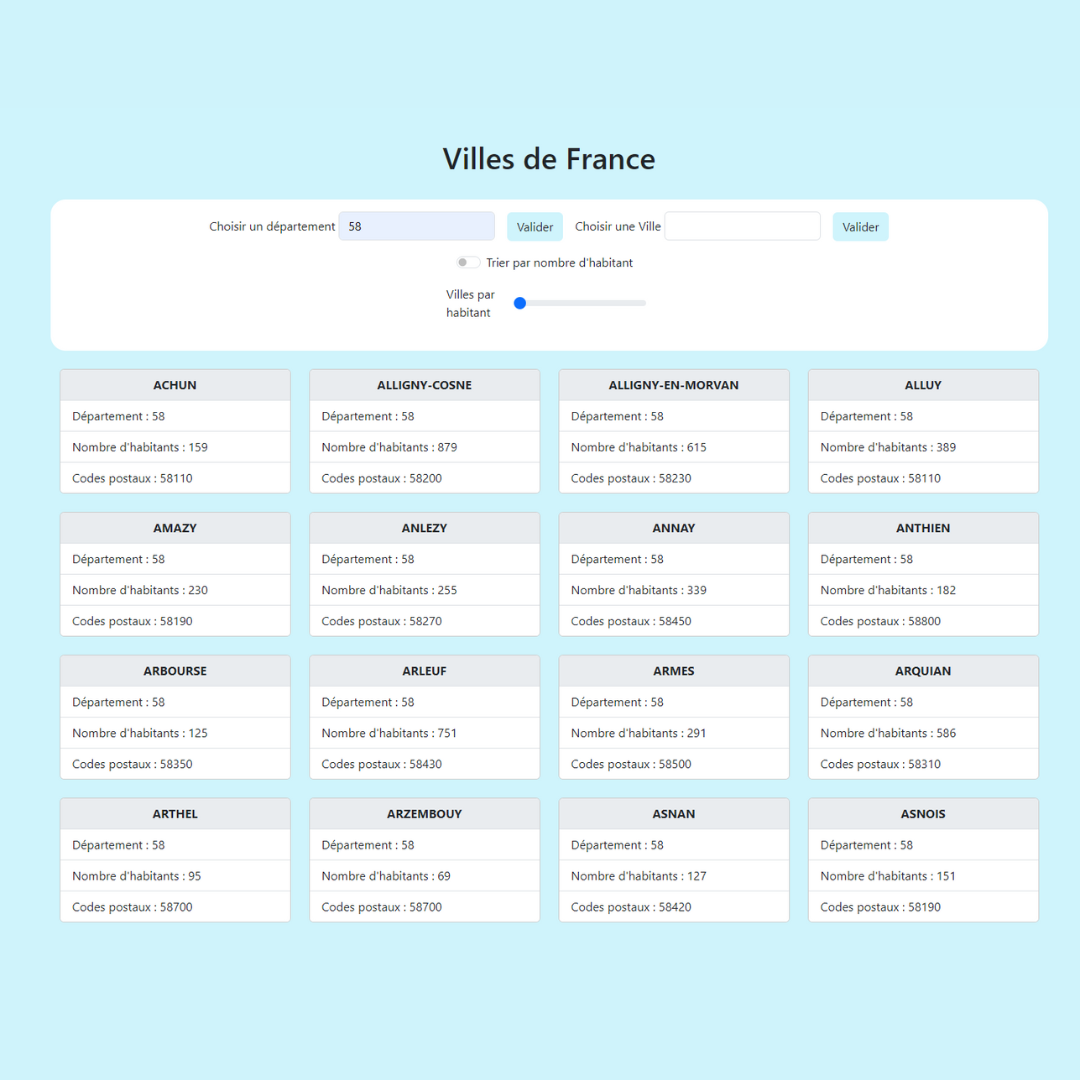 Villes de France
Choisir un département 58 Valider Choisir une Ville Valider
Trier par nombre d'habitant
Villes par
habitant
ACHUN ALLIGNY-COSNE ALLIGNY-EN-MORVAN ALLUY
Département : 58 Département : 58 Département : 58 Département : 58
Nombre d'habitants : 159 Nombre d'habitants : 879 Nombre d'habitants : 615 Nombre d'habitants : 389
Codes postaux : 58110 Codes postaux : 58200 Codes postaux : 58230 Codes postaux : 58110
AMAZY ANLEZY ANNAY ANTHIEN
Département : 58 Département : 58 Département : 58 Département : 58
Nombre d'habitants : 230 Nombre d'habitants : 255 Nombre d'habitants : 339 Nombre d'habitants : 182
Codes postaux : 58190 Codes postaux : 58270 Codes postaux : 58450 Codes postaux : 58800
ARBOURSE ARLEUF ARMES ARQUIAN
Département : 58 Département : 58 Département : 58 Département : 58
Nombre d'habitants : 125 Nombre d'habitants : 751 Nombre d'habitants : 291 Nombre d'habitants : 586
Codes postaux : 58350 Codes postaux : 58430 Codes postaux : 58500 Codes postaux : 58310
ARTHEL ARZEMBOUY ASNAN ASNOIS
Département : 58 Département : 58 Département : 58 Département : 58
Nombre d'habitants : 95 Nombre d'habitants : 69 Nombre d'habitants : 127 Nombre d'habitants : 151
Codes postaux : 58700 Codes postaux : 58700 Codes postaux : 58420 Codes postaux : 58190